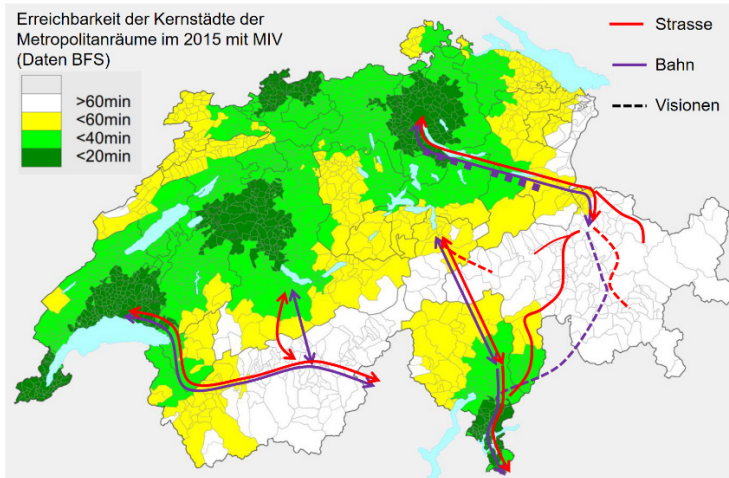 Erreichbarkeit der Kernstädte der
Metropolitanräume im 2015 mit MIV
(Daten BFS)
>60min
<60min
<40min
<20min
Strasse
Bahn
Visionen